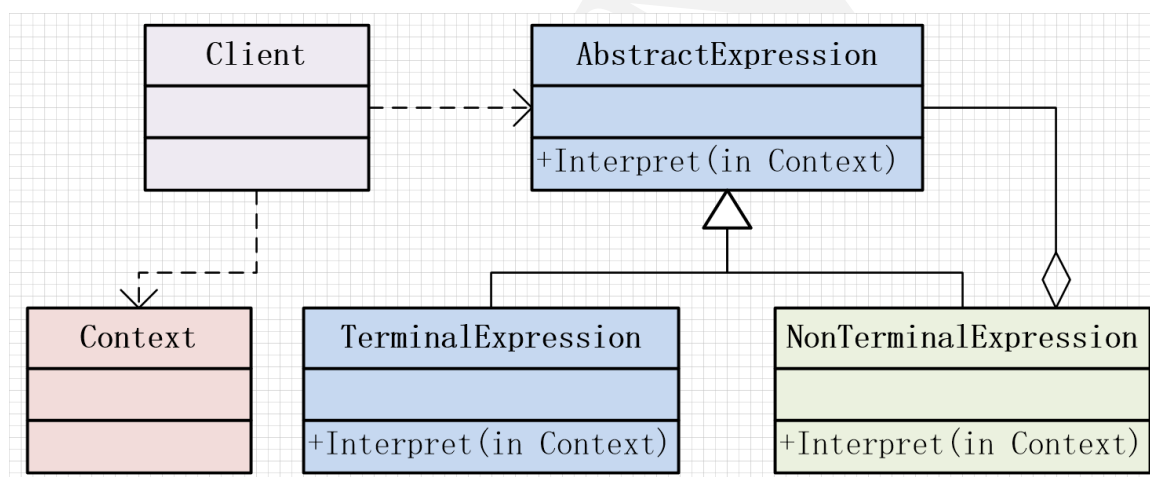 Client
AbstractExpression
+Interpret(in Context)
Context
TerminalExpression
+Interpret(in Context)
NonTerminalExpression
+Interpret(in Context)